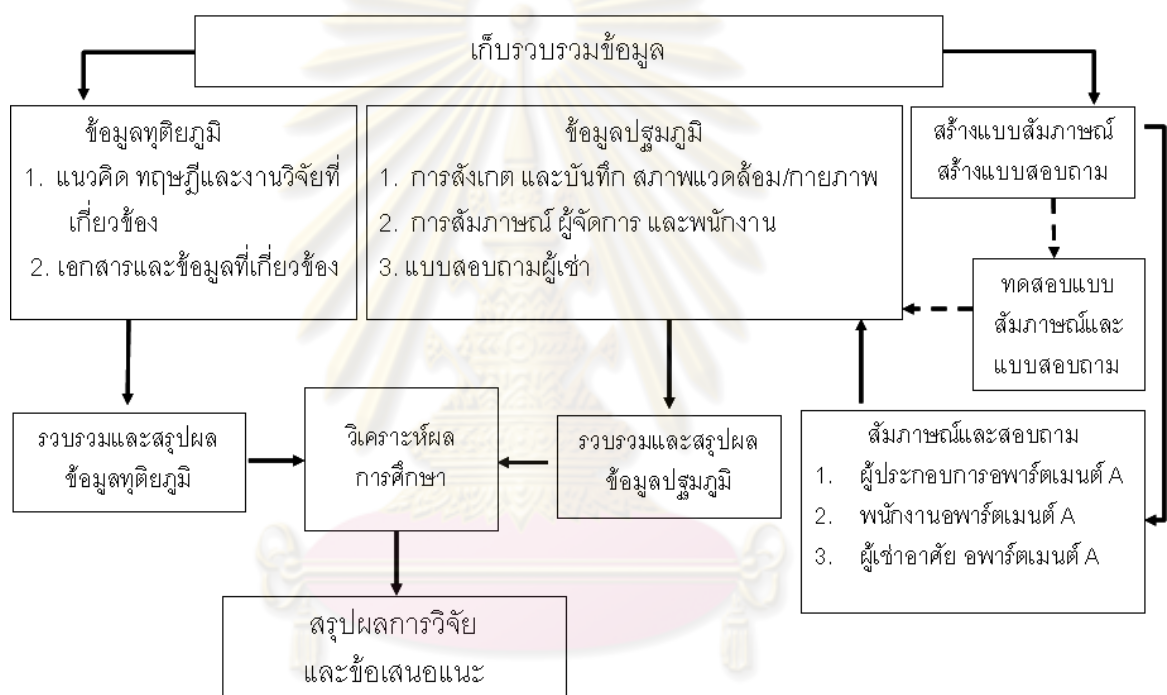 เก็บรวบรวมข้อมูล
ข้อมูลทุติยภูมิ
1. แนวคิด ทฤษฎีและงานวิจัยที่
เกี่ยวข้อง
2. เอกสารและข้อมูลที่เกี่ยวข้อง
ข้อมูลปฐมภูมิ
1. การสังเกต และบันทึก สภาพแวดล้อม/กายภาพ
2. การสัมภาษณ์ ผู้จัดการ และพนักงาน
3. แบบสอบถามผู้เช่า
สร้างแบบสัมภาษณ์
สร้างแบบสอบถาม
ทดสอบแบบ
สัมภาษณ์และ
แบบสอบถาม
รวบรวมและสรุปผล
ข้อมูลทุติยภูมิ
วิเคราะห์ผล
การศึกษา
รวบรวมและสรุปผล
ข้อมูลปฐมภูมิ
สัมภาษณ์และสอบถาม
1. ผู้ประกอบการอพาร์ตเมนต์ A
2. พนักงานอพาร์ตเมนต์ A
3. ผู้เช่าอาศัย อพาร์ตเมนต์ A
สรุปผลการวิจัย
และข้อเสนอแนะ